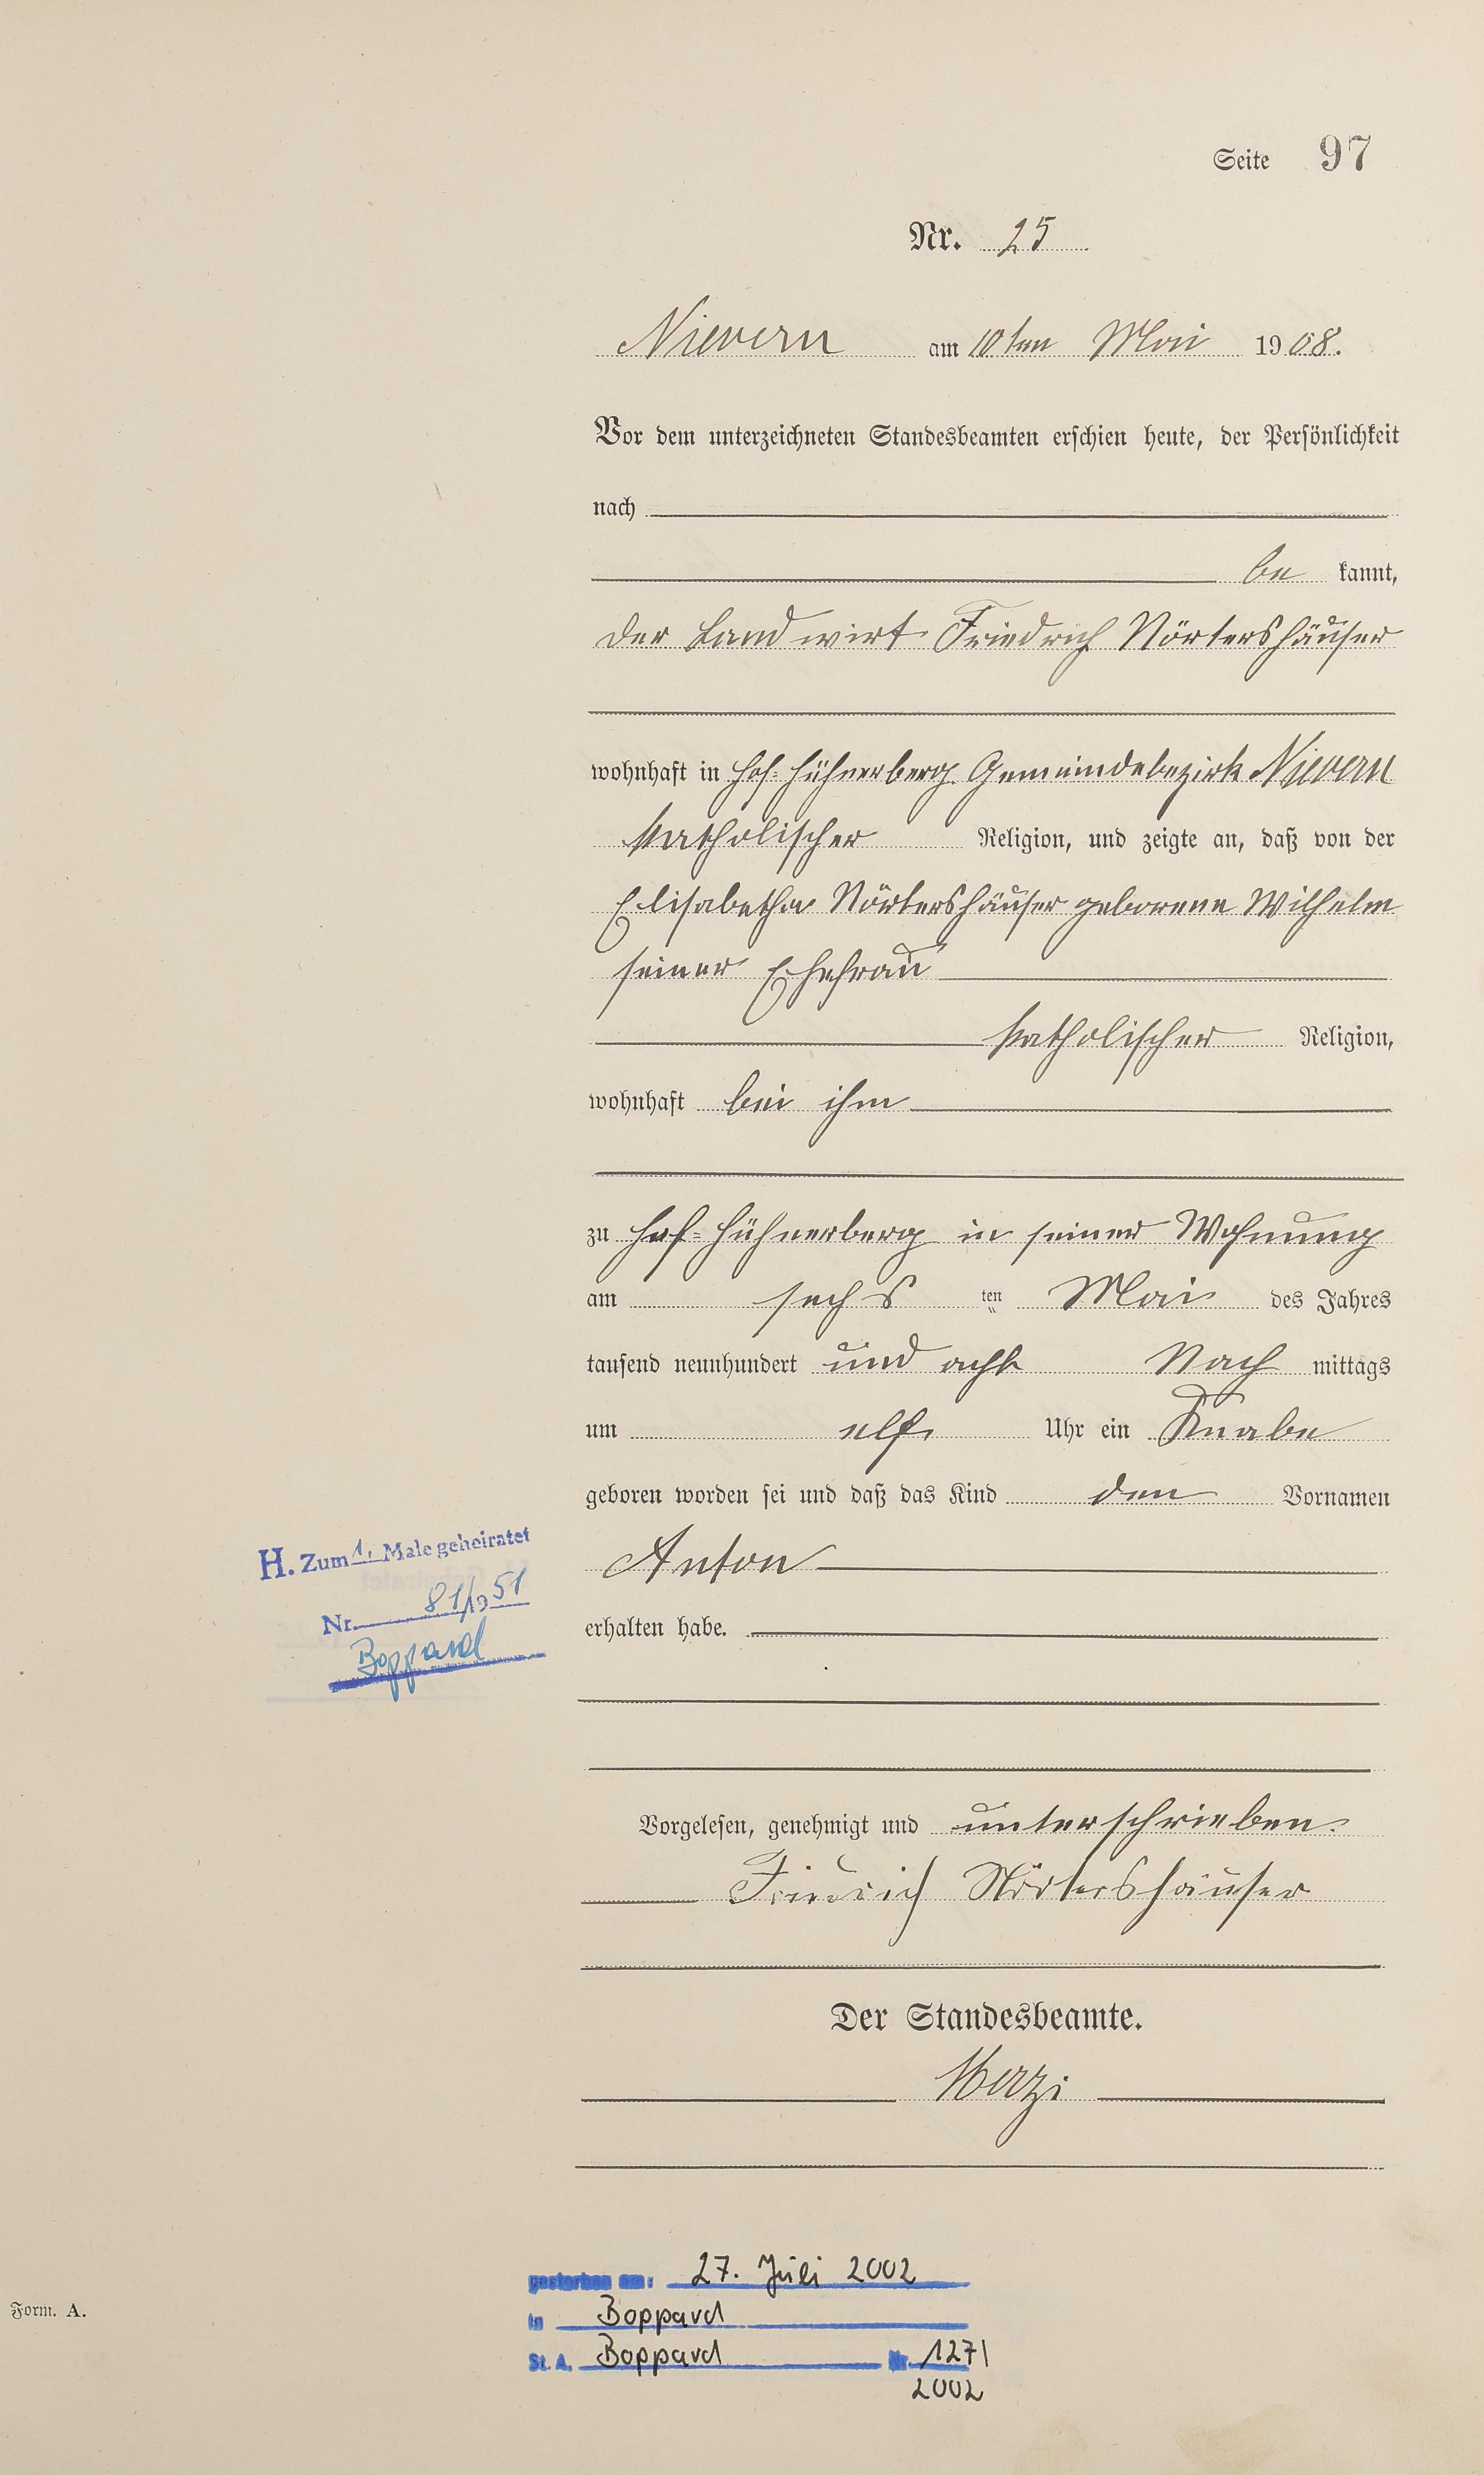 Seite 97
Nr. 25
Nievern am 10ten Mai 1908.
Vor dem unterzeichneten Standesbeamten erschien heute, der Persönlichkeit
nach
be kannt,
der Landwirt Friedrich Nörtershäuser
wohnhaft in Hof-Hühnerberg Gemeindebezirk Nievern
katholischer Religion, und zeigte an, daß von der
Elisabetha Nörtershäuser geborene Wilhelm
seiner Ehefrau
katholischer Religion,
wohnhaft bei ihm
zu Hof-Hühnerberg in seiner Wohnung
am sechs ten Mai des Jahres
tausend neunhundert und acht Nach mittags
um elf Uhr ein Knabe
geboren worden sei und daß das Kind den Vornamen
Anton
erhalten habe.
H. Zum 1. Male geheiratet
Nr. 81/1951
Boppard
Vorgelesen, genehmigt und unterschrieben.
Friedrich Nörtershäuser
Der Standesbeamte.
gestorben am: 27. Juli 2002
in Boppard
St. A. Boppard Nr. 127/
2002
Form. A.